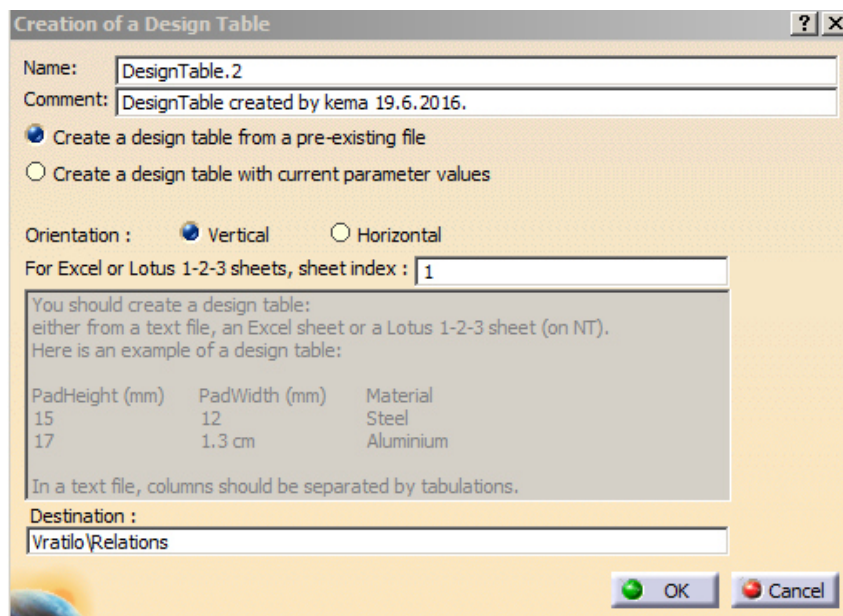 Creation of a Design Table ? X
Name: DesignTable.2
Comment: DesignTable created by kema 19.6.2016.
Create a design table from a pre-existing file
Create a design table with current parameter values
Orientation : Vertical Horizontal
For Excel or Lotus 1-2-3 sheets, sheet index : 1
You should create a design table:
either from a text file, an Excel sheet or a Lotus 1-2-3 sheet (on NT).
Here is an example of a design table:
PadHeight (mm) PadWidth (mm) Material
15 12 Steel
17 1.3 cm Aluminium
In a text file, columns should be separated by tabulations.
Destination :
Vratilo\Relations
OK Cancel